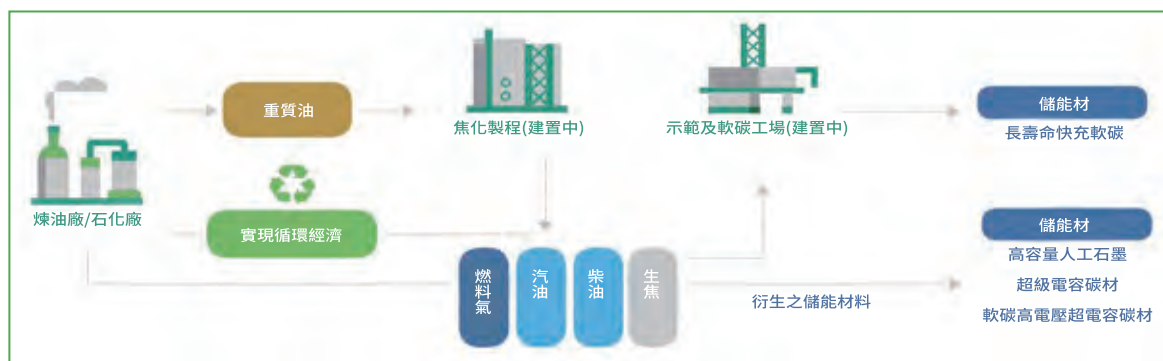 重質油
焦化製程(建置中)
示範及軟碳工場(建置中)
儲能材
長壽命快充軟碳
煉油廠/石化廠
實現循環經濟
燃料氣
汽油
柴油
生焦
衍生之儲能材料
儲能材
高容量人工石墨
超級電容碳材
軟碳高電壓超電容碳材